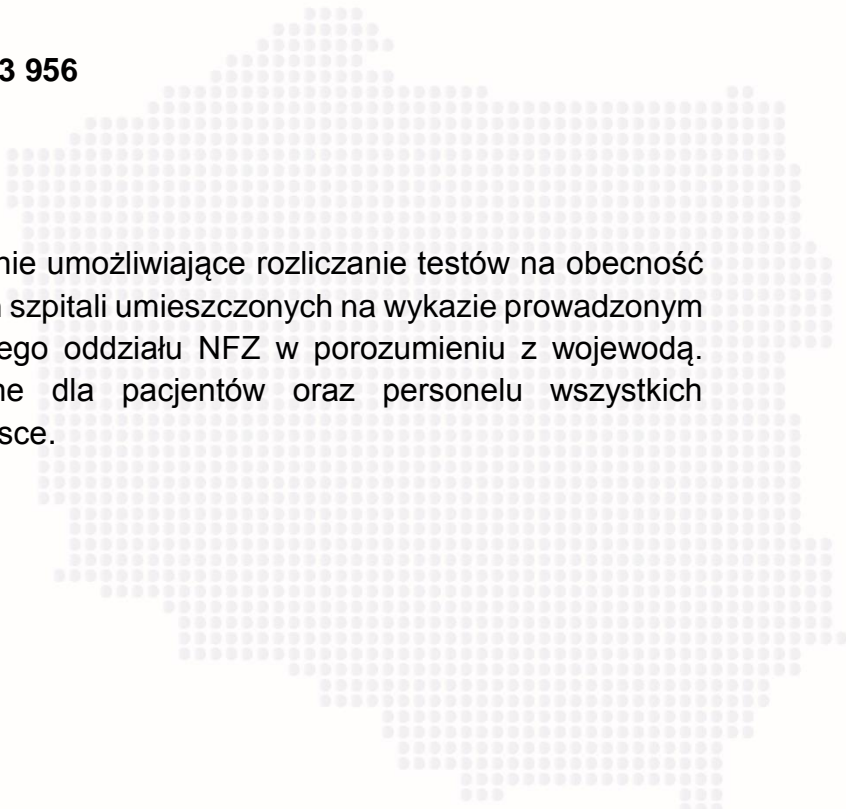 3 956
nie umożliwiające rozliczanie testów na obecność
szpitali umieszczonych na wykazie prowadzonym
ego oddziału NFZ w porozumieniu z wojewodą.
ne dla pacjentów oraz personelu wszystkich
sce.